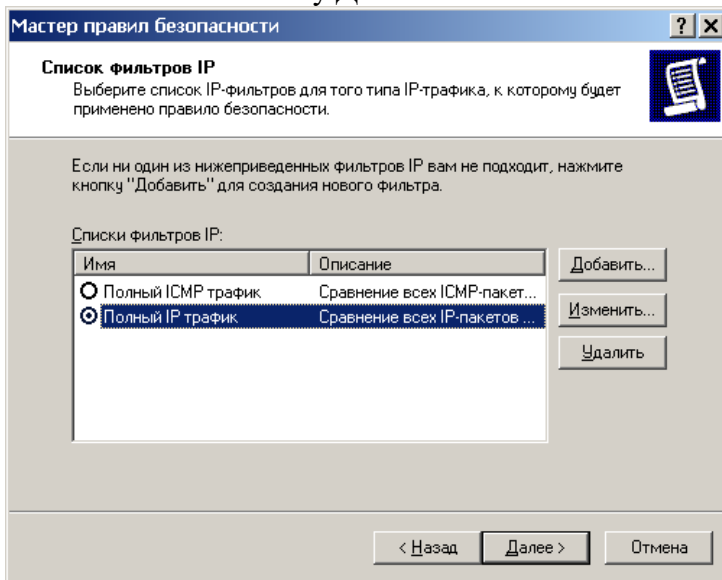 Мастер правил безопасности
Список фильтров IP
Выберите список IP-фильтров для того типа IP-трафика, к которому будет
применено правило безопасности.
Если ни один из нижеприведенных фильтров IP вам не подходит, нажмите
кнопку "Добавить" для создания нового фильтра.
Списки фильтров IP:
Имя Описание
Полный ICMP трафик Сравнение всех ICMP-пакет...
Полный IP трафик Сравнение всех IP-пакетов ...
Добавить...
Изменить...
Удалить
< Назад Далее > Отмена